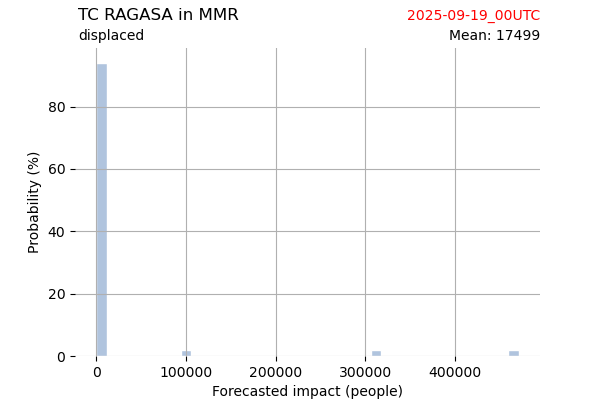 TC RAGASA in MMR
2025-09-19_00UTC
displaced
Mean: 17499
Probability (%)
80
60
40
20
0
0 100000 200000 300000 400000
Forecasted impact (people)